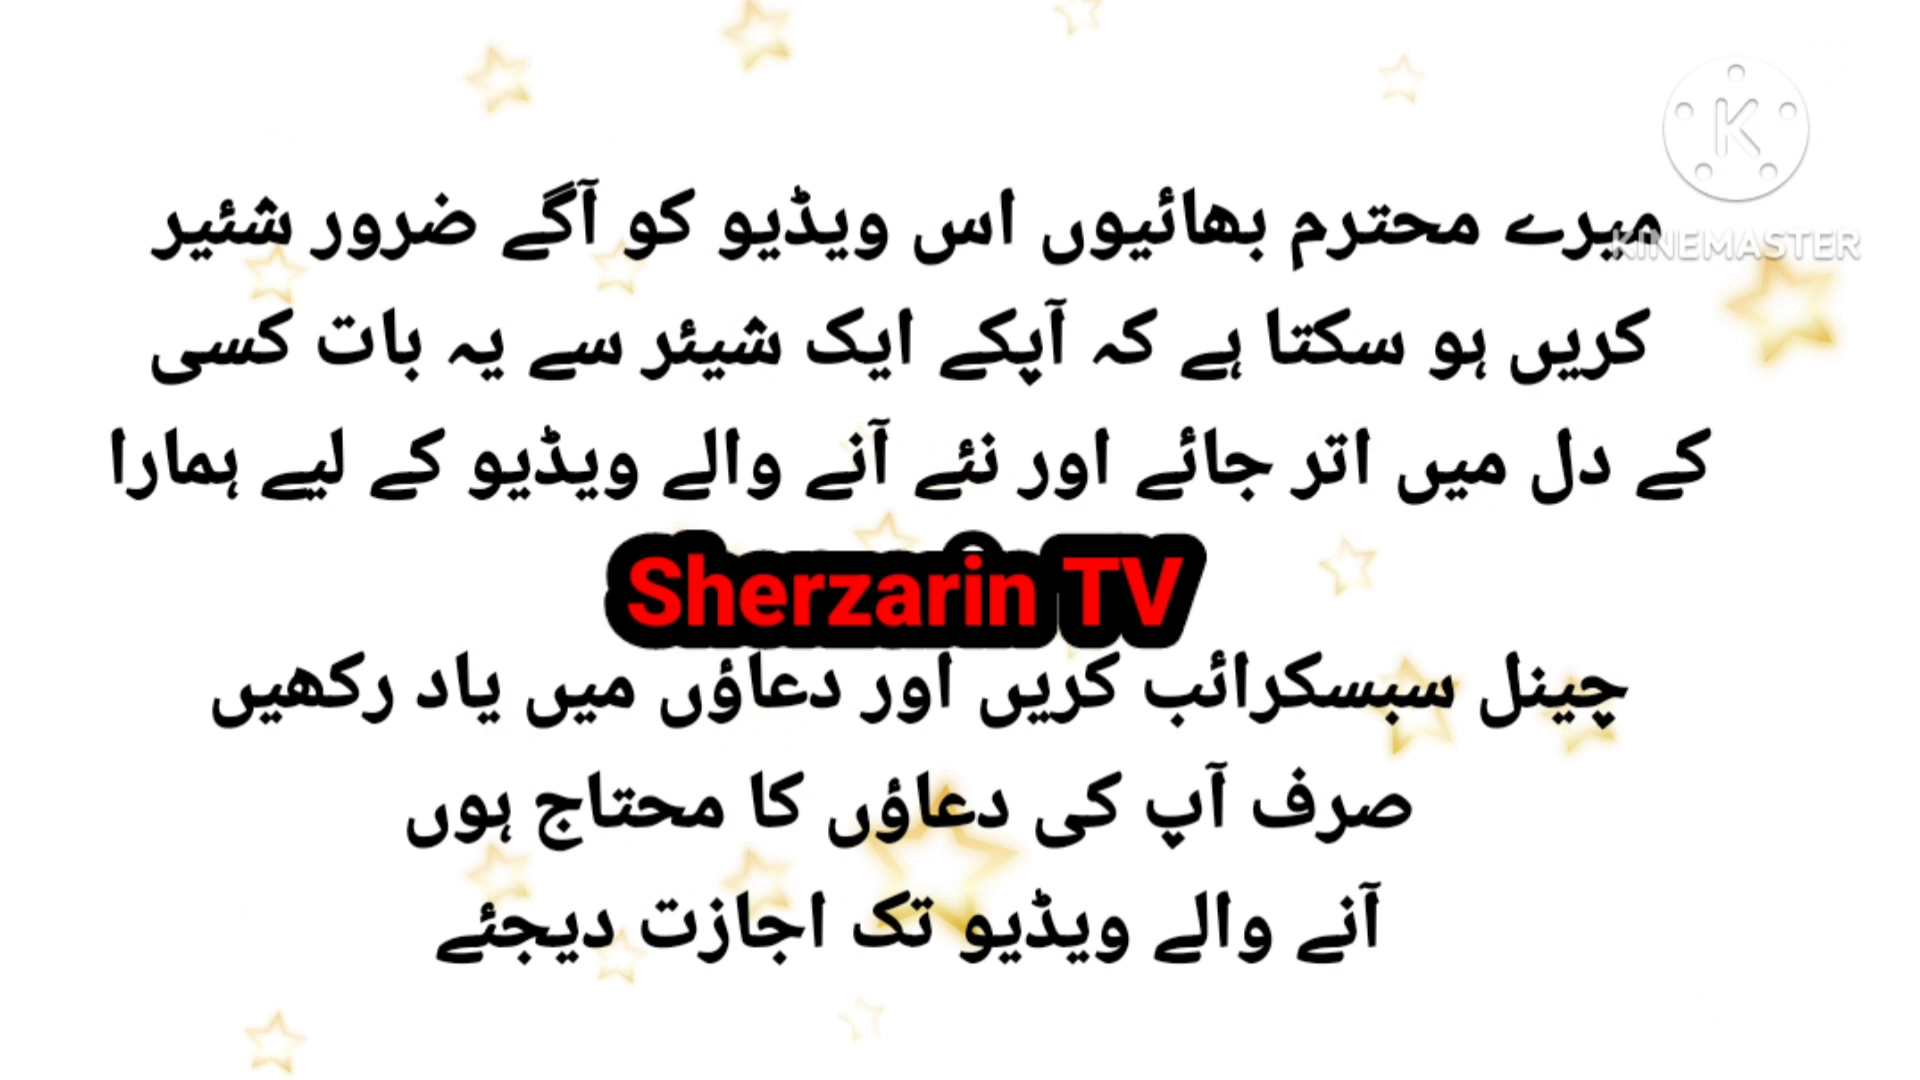 میرے محترم بھائیوں اس ویڈیو کو آگے ضرور شئیر
کریں ہو سکتا ہے کہ آپکے ایک شیئر سے یہ بات کسی
کے دل میں اتر جائے اور نئے آنے والے ویڈیو کے لیے ہمارا
Sherzarin TV
چینل سبسکرائب کریں اور دعاؤں میں یاد رکھیں
صرف آپ کی دعاؤں کا محتاج ہوں
آنے والے ویڈیو تک اجازت دیجئے
K
KINEMASTER